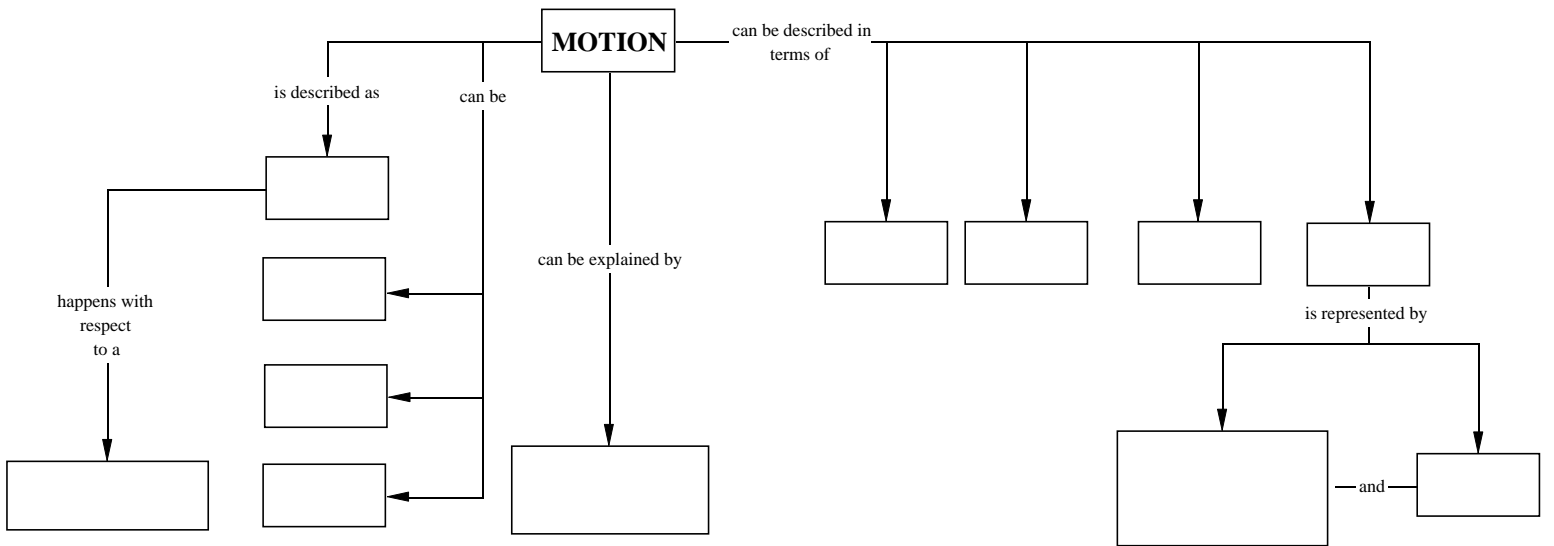 MOTION
can be described in
terms of
is described as
can be
can be explained by
happens with
respect
to a
is represented by
and